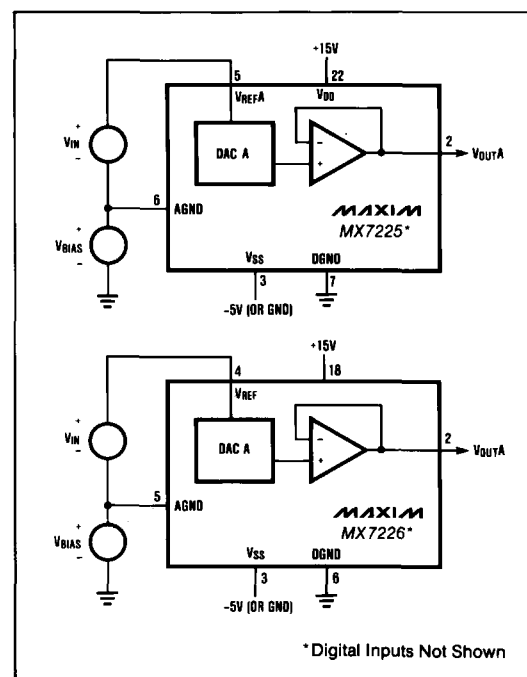 +15V
5
22
VREFA
VDD
VIN
+
-
DAC A
-
+
2
VOUTA
6
AGND
MAXIM
MX7225*
VBIAS
+
-
VSS
DGND
3
7
-5V (OR GND)
+15V
4
18
VREF
VIN
+
-
DAC A
-
+
2
VOUTA
5
AGND
MAXIM
MX7226*
VBIAS
+
-
VSS
DGND
3
6
-5V (OR GND)
*Digital Inputs Not Shown